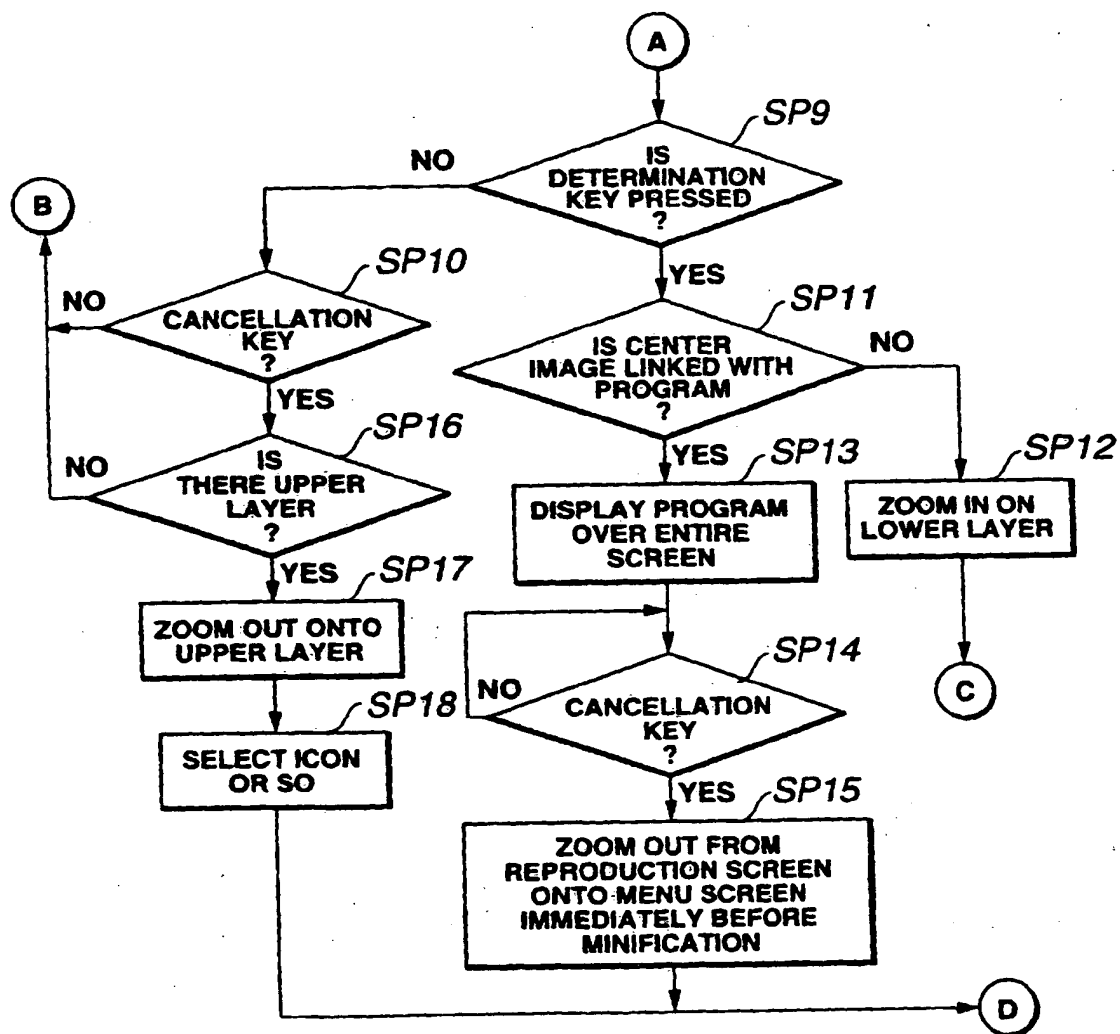 A
SP9
NO
IS
DETERMINATION
KEY PRESSED
?
B
YES
SP10
NO
CANCELLATION
KEY
?
YES
SP11
IS CENTER
IMAGE LINKED WITH
PROGRAM
?
NO
YES
SP16
NO
IS
THERE UPPER
LAYER
?
YES
SP13
DISPLAY PROGRAM
OVER ENTIRE
SCREEN
SP12
ZOOM IN ON
LOWER LAYER
C
SP17
ZOOM OUT ONTO
UPPER LAYER
SP14
NO
CANCELLATION
KEY
?
YES
SP18
SELECT ICON
OR SO
SP15
ZOOM OUT FROM
REPRODUCTION SCREEN
ONTO MENU SCREEN
IMMEDIATELY BEFORE
MINIFICATION
D